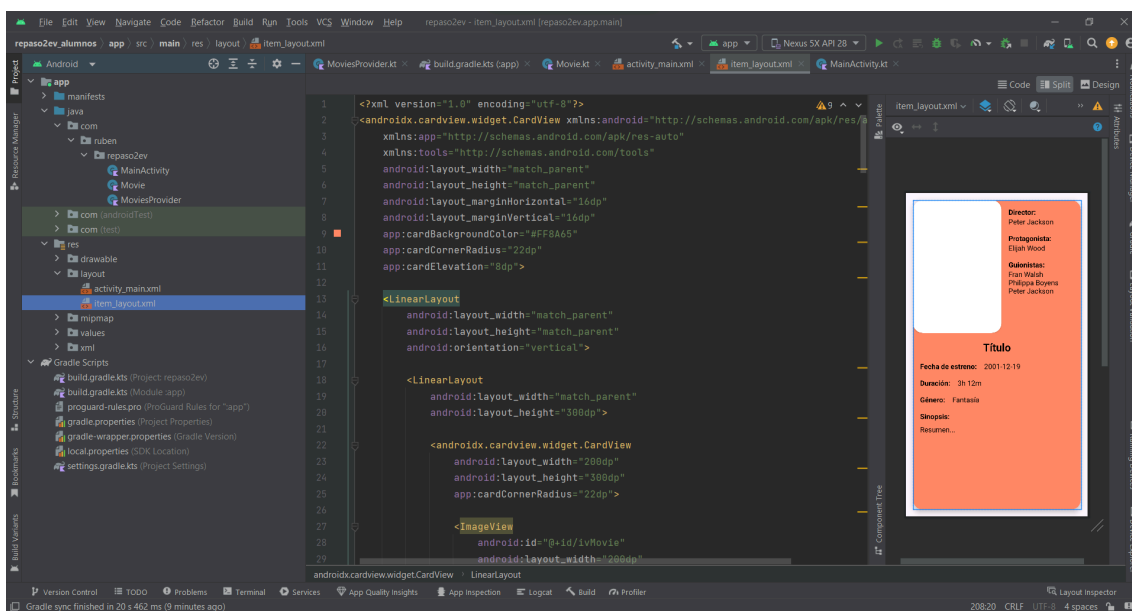 File Edit View Navigate Code Refactor Build Run Tools VCS Window Help repaso2ev - item_layout.xml [repaso2ev.app.main]
repaso2ev_alumnos app src main res layout item_layout.xml
app Nexus 5X API 28
Android
MoviesProvider.kt build.gradle.kts (:app) Movie.kt activity_main.xml item_layout.xml MainActivity.kt
Code Split Design
Project
Resource Manager
Structure
Bookmarks
Build Variants
app
manifests
java
com
ruben
repaso2ev
MainActivity
Movie
MoviesProvider
com (androidTest)
com (test)
res
drawable
layout
activity_main.xml
item_layout.xml
mipmap
values
xml
Gradle Scripts
build.gradle.kts (Project: repaso2ev)
build.gradle.kts (Module :app)
proguard-rules.pro (ProGuard Rules for ":app")
gradle.properties (Project Properties)
gradle-wrapper.properties (Gradle Version)
local.properties (SDK Location)
settings.gradle.kts (Project Settings)
9
1 <?xml version="1.0" encoding="utf-8"?>
2 <androidx.cardview.widget.CardView xmlns:android="http://schemas.android.com/apk/res/a
3 xmlns:app="http://schemas.android.com/apk/res-auto"
4 xmlns:tools="http://schemas.android.com/tools"
5 android:layout_width="match_parent"
6 android:layout_height="match_parent"
7 android:layout_marginHorizontal="16dp"
8 android:layout_marginVertical="16dp"
9 app:cardBackgroundColor="#FF8A65"
10 app:cardCornerRadius="22dp"
11 app:cardElevation="8dp">
12
13 <LinearLayout
14 android:layout_width="match_parent"
15 android:layout_height="match_parent"
16 android:orientation="vertical">
17
18 <LinearLayout
19 android:layout_width="match_parent"
20 android:layout_height="300dp">
21
22 <androidx.cardview.widget.CardView
23 android:layout_width="200dp"
24 android:layout_height="300dp"
25 app:cardCornerRadius="22dp">
26
27 <ImageView
28 android:id="@+id/ivMovie"
29 android:layout_width="200dp"
androidx.cardview.widget.CardView LinearLayout
Palette
Component Tree
item_layout.xml
Attributes
Director:
Peter Jackson
Protagonista:
Elijah Wood
Guionistas:
Fran Walsh
Philippa Boyens
Peter Jackson
Título
Fecha de estreno: 2001-12-19
Duración: 3h 12m
Género: Fantasía
Sinopsis:
Resumen...
Version Control TODO Problems Terminal Services App Quality Insights App Inspection Logcat Build Profiler Layout Inspector
Gradle sync finished in 20 s 462 ms (9 minutes ago) 208:20 CRLF UTF-8 4 spaces